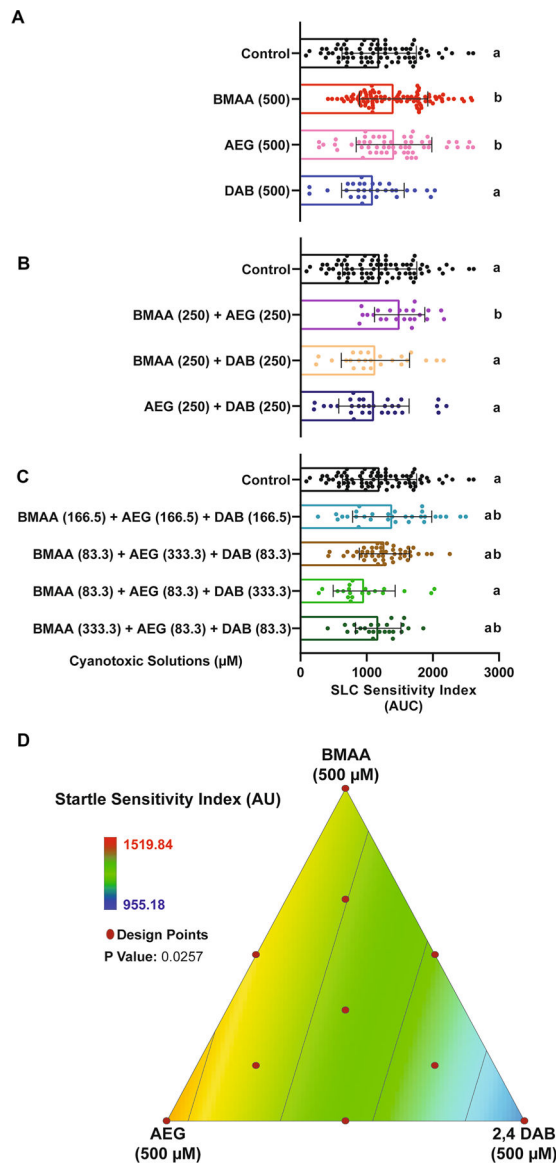 A
Control
a
BMAA (500)
b
AEG (500)
b
DAB (500)
a
B
Control
a
BMAA (250) + AEG (250)
b
BMAA (250) + DAB (250)
a
AEG (250) + DAB (250)
a
C
Control
a
BMAA (166.5) + AEG (166.5) + DAB (166.5)
ab
BMAA (83.3) + AEG (333.3) + DAB (83.3)
ab
BMAA (83.3) + AEG (83.3) + DAB (333.3)
a
BMAA (333.3) + AEG (83.3) + DAB (83.3)
ab
Cyanotoxic Solutions (µM)
0 1000 2000 3000
SLC Sensitivity Index
(AUC)
D
BMAA
(500 µM)
Startle Sensitivity Index (AU)
1519.84
955.18
Design Points
P Value: 0.0257
AEG
(500 µM)
2,4 DAB
(500 µM)